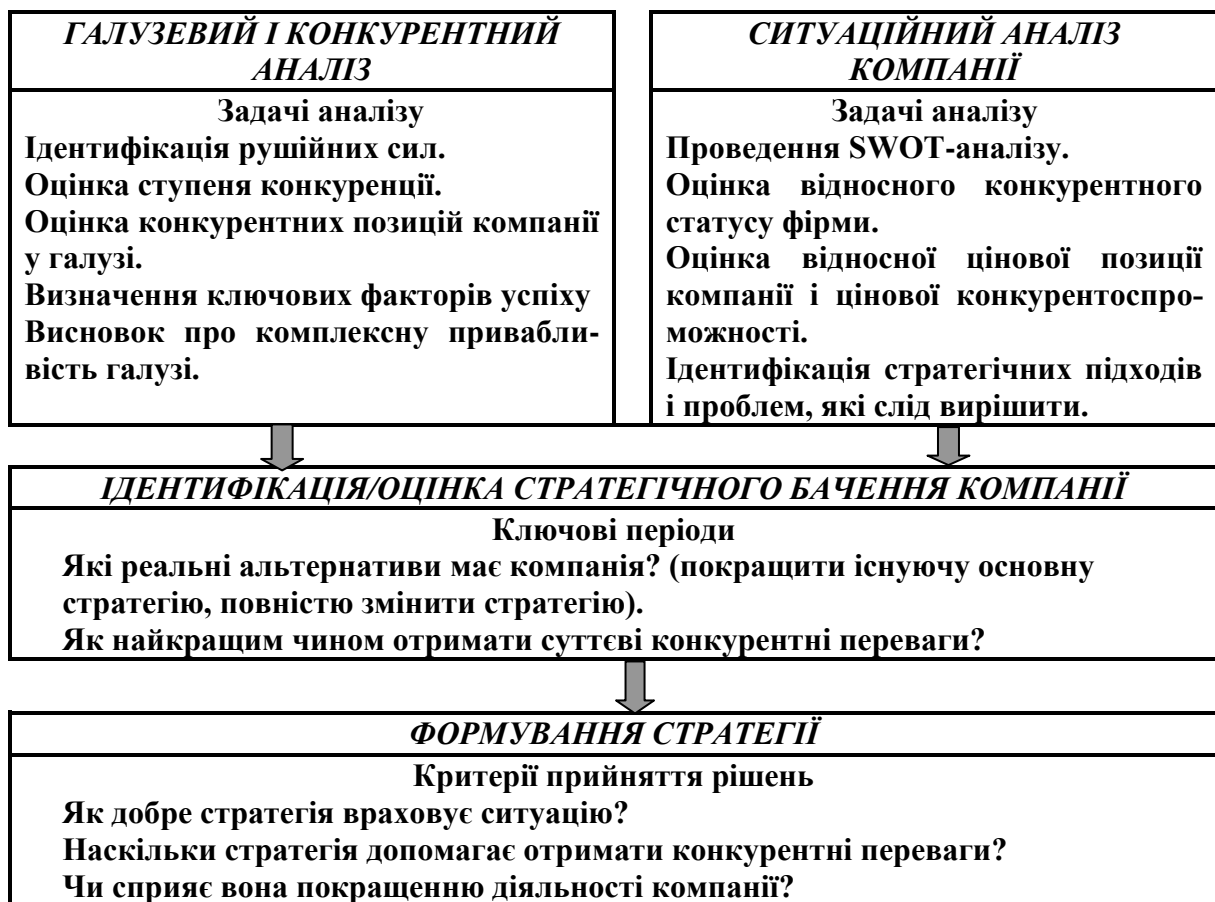 ГАЛУЗЕВИЙ І КОНКУРЕНТНИЙ
АНАЛІЗ
Задачі аналізу
Ідентифікація рушійних сил.
Оцінка ступеня конкуренції.
Оцінка конкурентних позицій компанії
у галузі.
Визначення ключових факторів успіху
Висновок про комплексну привабли-
вість галузі.
СИТУАЦІЙНИЙ АНАЛІЗ
КОМПАНІЇ
Задачі аналізу
Проведення SWOT-аналізу.
Оцінка відносного конкурентного
статусу фірми.
Оцінка відносної цінової позиції
компанії і цінової конкурентоспро-
можності.
Ідентифікація стратегічних підходів
і проблем, які слід вирішити.
ІДЕНТИФІКАЦІЯ/ОЦІНКА СТРАТЕГІЧНОГО БАЧЕННЯ КОМПАНІЇ
Ключові періоди
Які реальні альтернативи має компанія? (покращити існуючу основну
стратегію, повністю змінити стратегію).
Як найкращим чином отримати суттєві конкурентні переваги?
ФОРМУВАННЯ СТРАТЕГІЇ
Критерії прийняття рішень
Як добре стратегія враховує ситуацію?
Наскільки стратегія допомагає отримати конкурентні переваги?
Чи сприяє вона покращенню діяльності компанії?